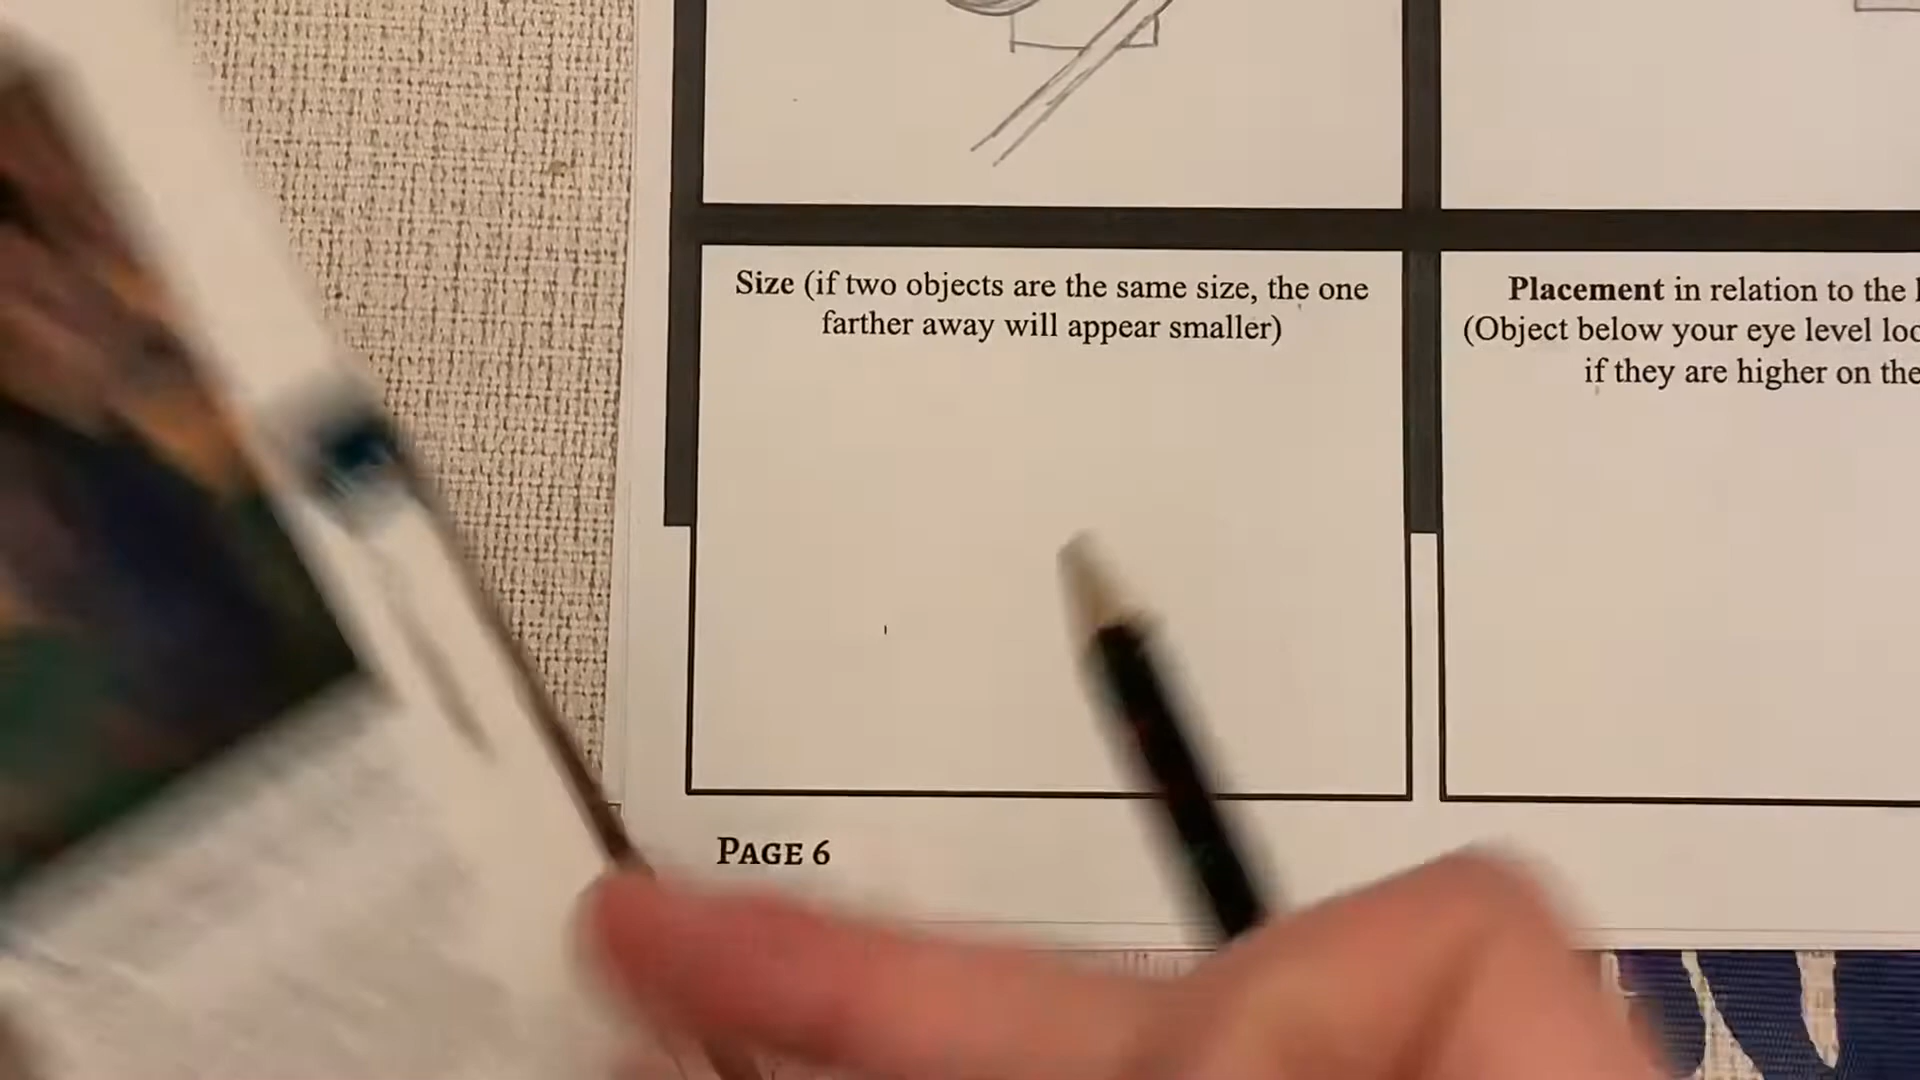 Size (if two objects are the same size, the one
farther away will appear smaller)
Placement in relation to the
(Object below your eye level
if they are higher on the
PAGE 6